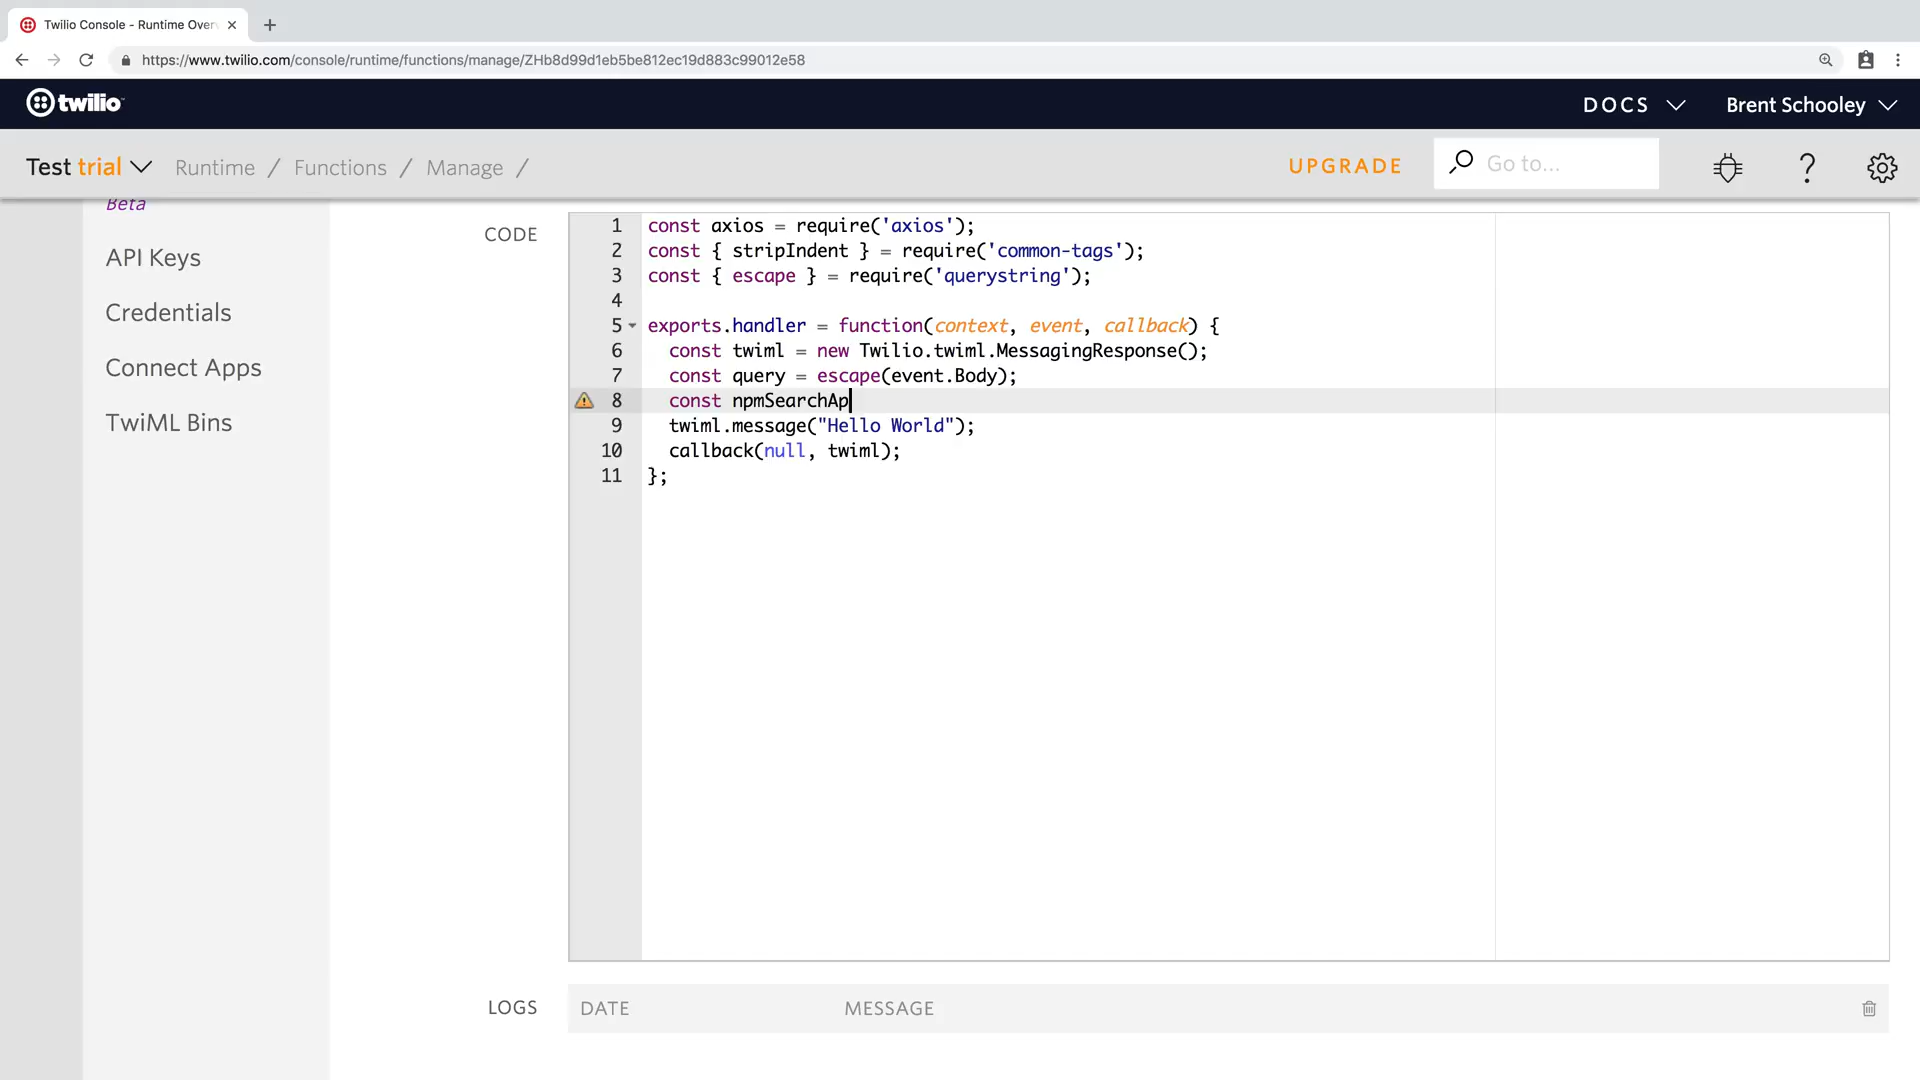 Twilio Console - Runtime Over
https://www.twilio.com/console/runtime/functions/manage/ZHb8d99d1eb5be812ec19d883c99012e58
twilio
DOCS
Brent Schooley
Test trial
Runtime / Functions / Manage /
UPGRADE
Go to...
Beta
API Keys
Credentials
Connect Apps
TwiML Bins
CODE
1 const axios = require('axios');
2 const { stripIndent } = require('common-tags');
3 const { escape } = require('querystring');
4
5 exports.handler = function(context, event, callback) {
6 const twiml = new Twilio.twiml.MessagingResponse();
7 const query = escape(event.Body);
8 const npmSearchAp
9 twiml.message("Hello World");
10 callback(null, twiml);
11 };
LOGS
DATE MESSAGE